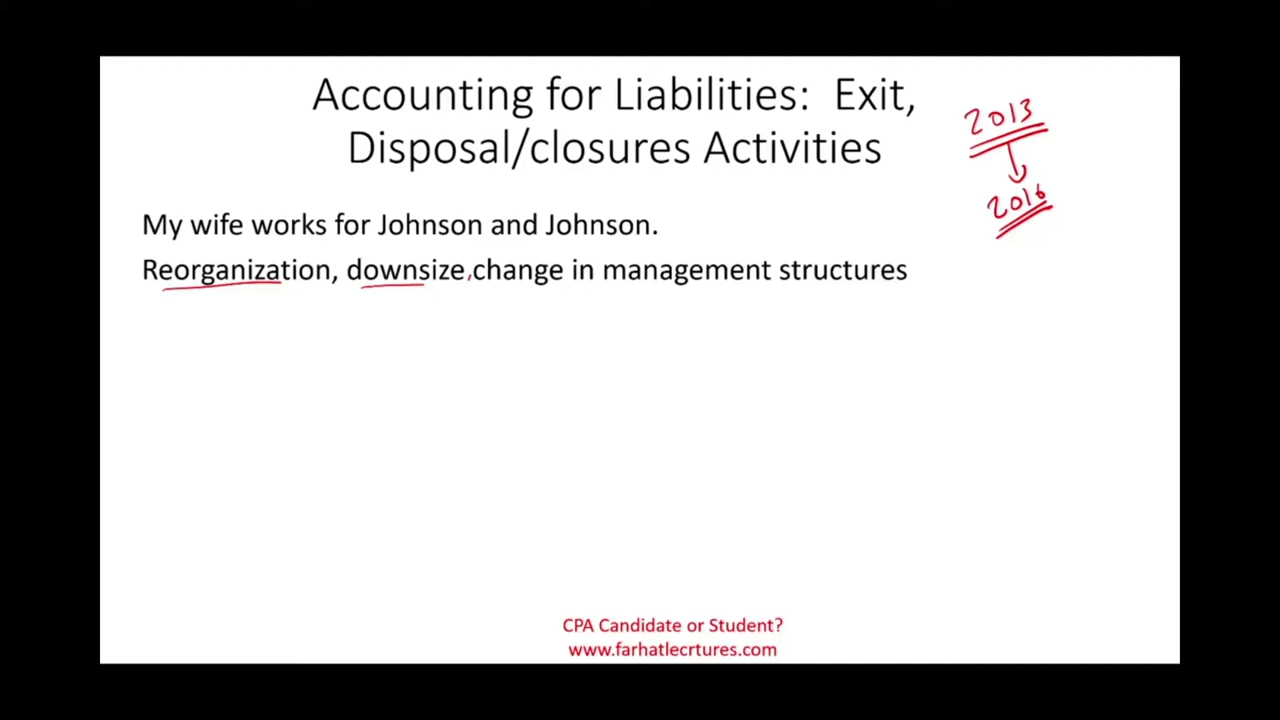 Accounting for Liabilities: Exit,
Disposal/closures Activities
2013
2016
My wife works for Johnson and Johnson.
Reorganization, downsize,change in management structures
CPA Candidate or Student?
www.farhatlecrtures.com